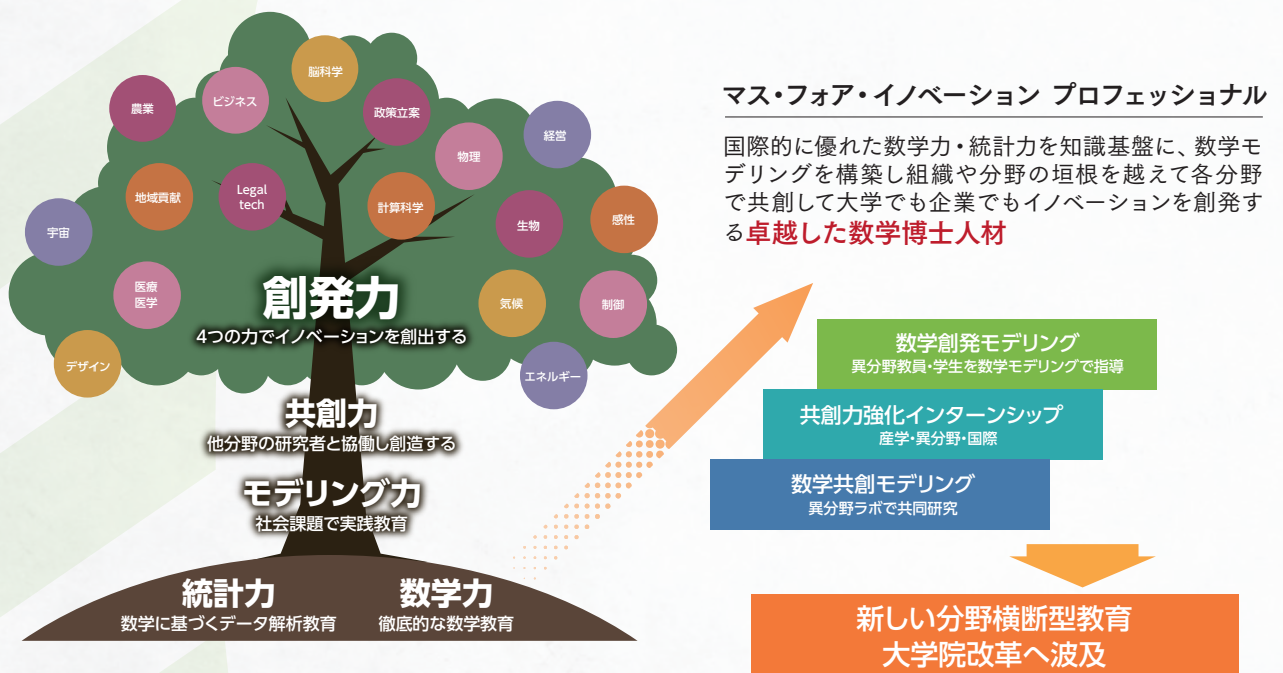 脳科学
農業
ビジネス
政策立案
経営
物理
地域貢献
Legal
tech
計算科学
生物
感性
宇宙
医療
医学
気候
制御
デザイン
エネルギー
創発力
4つの力でイノベーションを創出する
共創力
他分野の研究者と協働し創造する
モデリング力
社会課題で実践教育
統計力
数学に基づくデータ解析教育
数学力
徹底的な数学教育
マス・フォア・イノベーション プロフェッショナル
国際的に優れた数学力・統計力を知識基盤に、数学モ
デリングを構築し組織や分野の垣根を越えて各分野
で共創して大学でも企業でもイノベーションを創発す
る卓越した数学博士人材
数学創発モデリング
異分野教員・学生を数学モデリングで指導
共創力強化インターンシップ
産学・異分野・国際
数学共創モデリング
異分野ラボで共同研究
新しい分野横断型教育
大学院改革へ波及